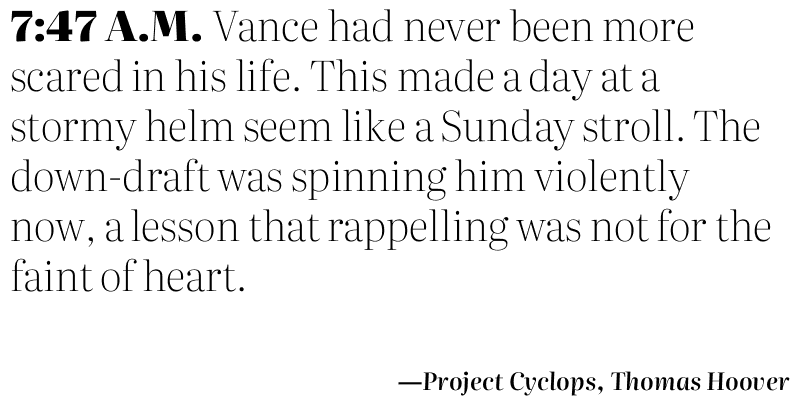 7:47 A.M. Vance had never been more
scared in his life. This made a day at a
stormy helm seem like a Sunday stroll. The
down-draft was spinning him violently
now, a lesson that rappelling was not for the
faint of heart.
—Project Cyclops, Thomas Hoover